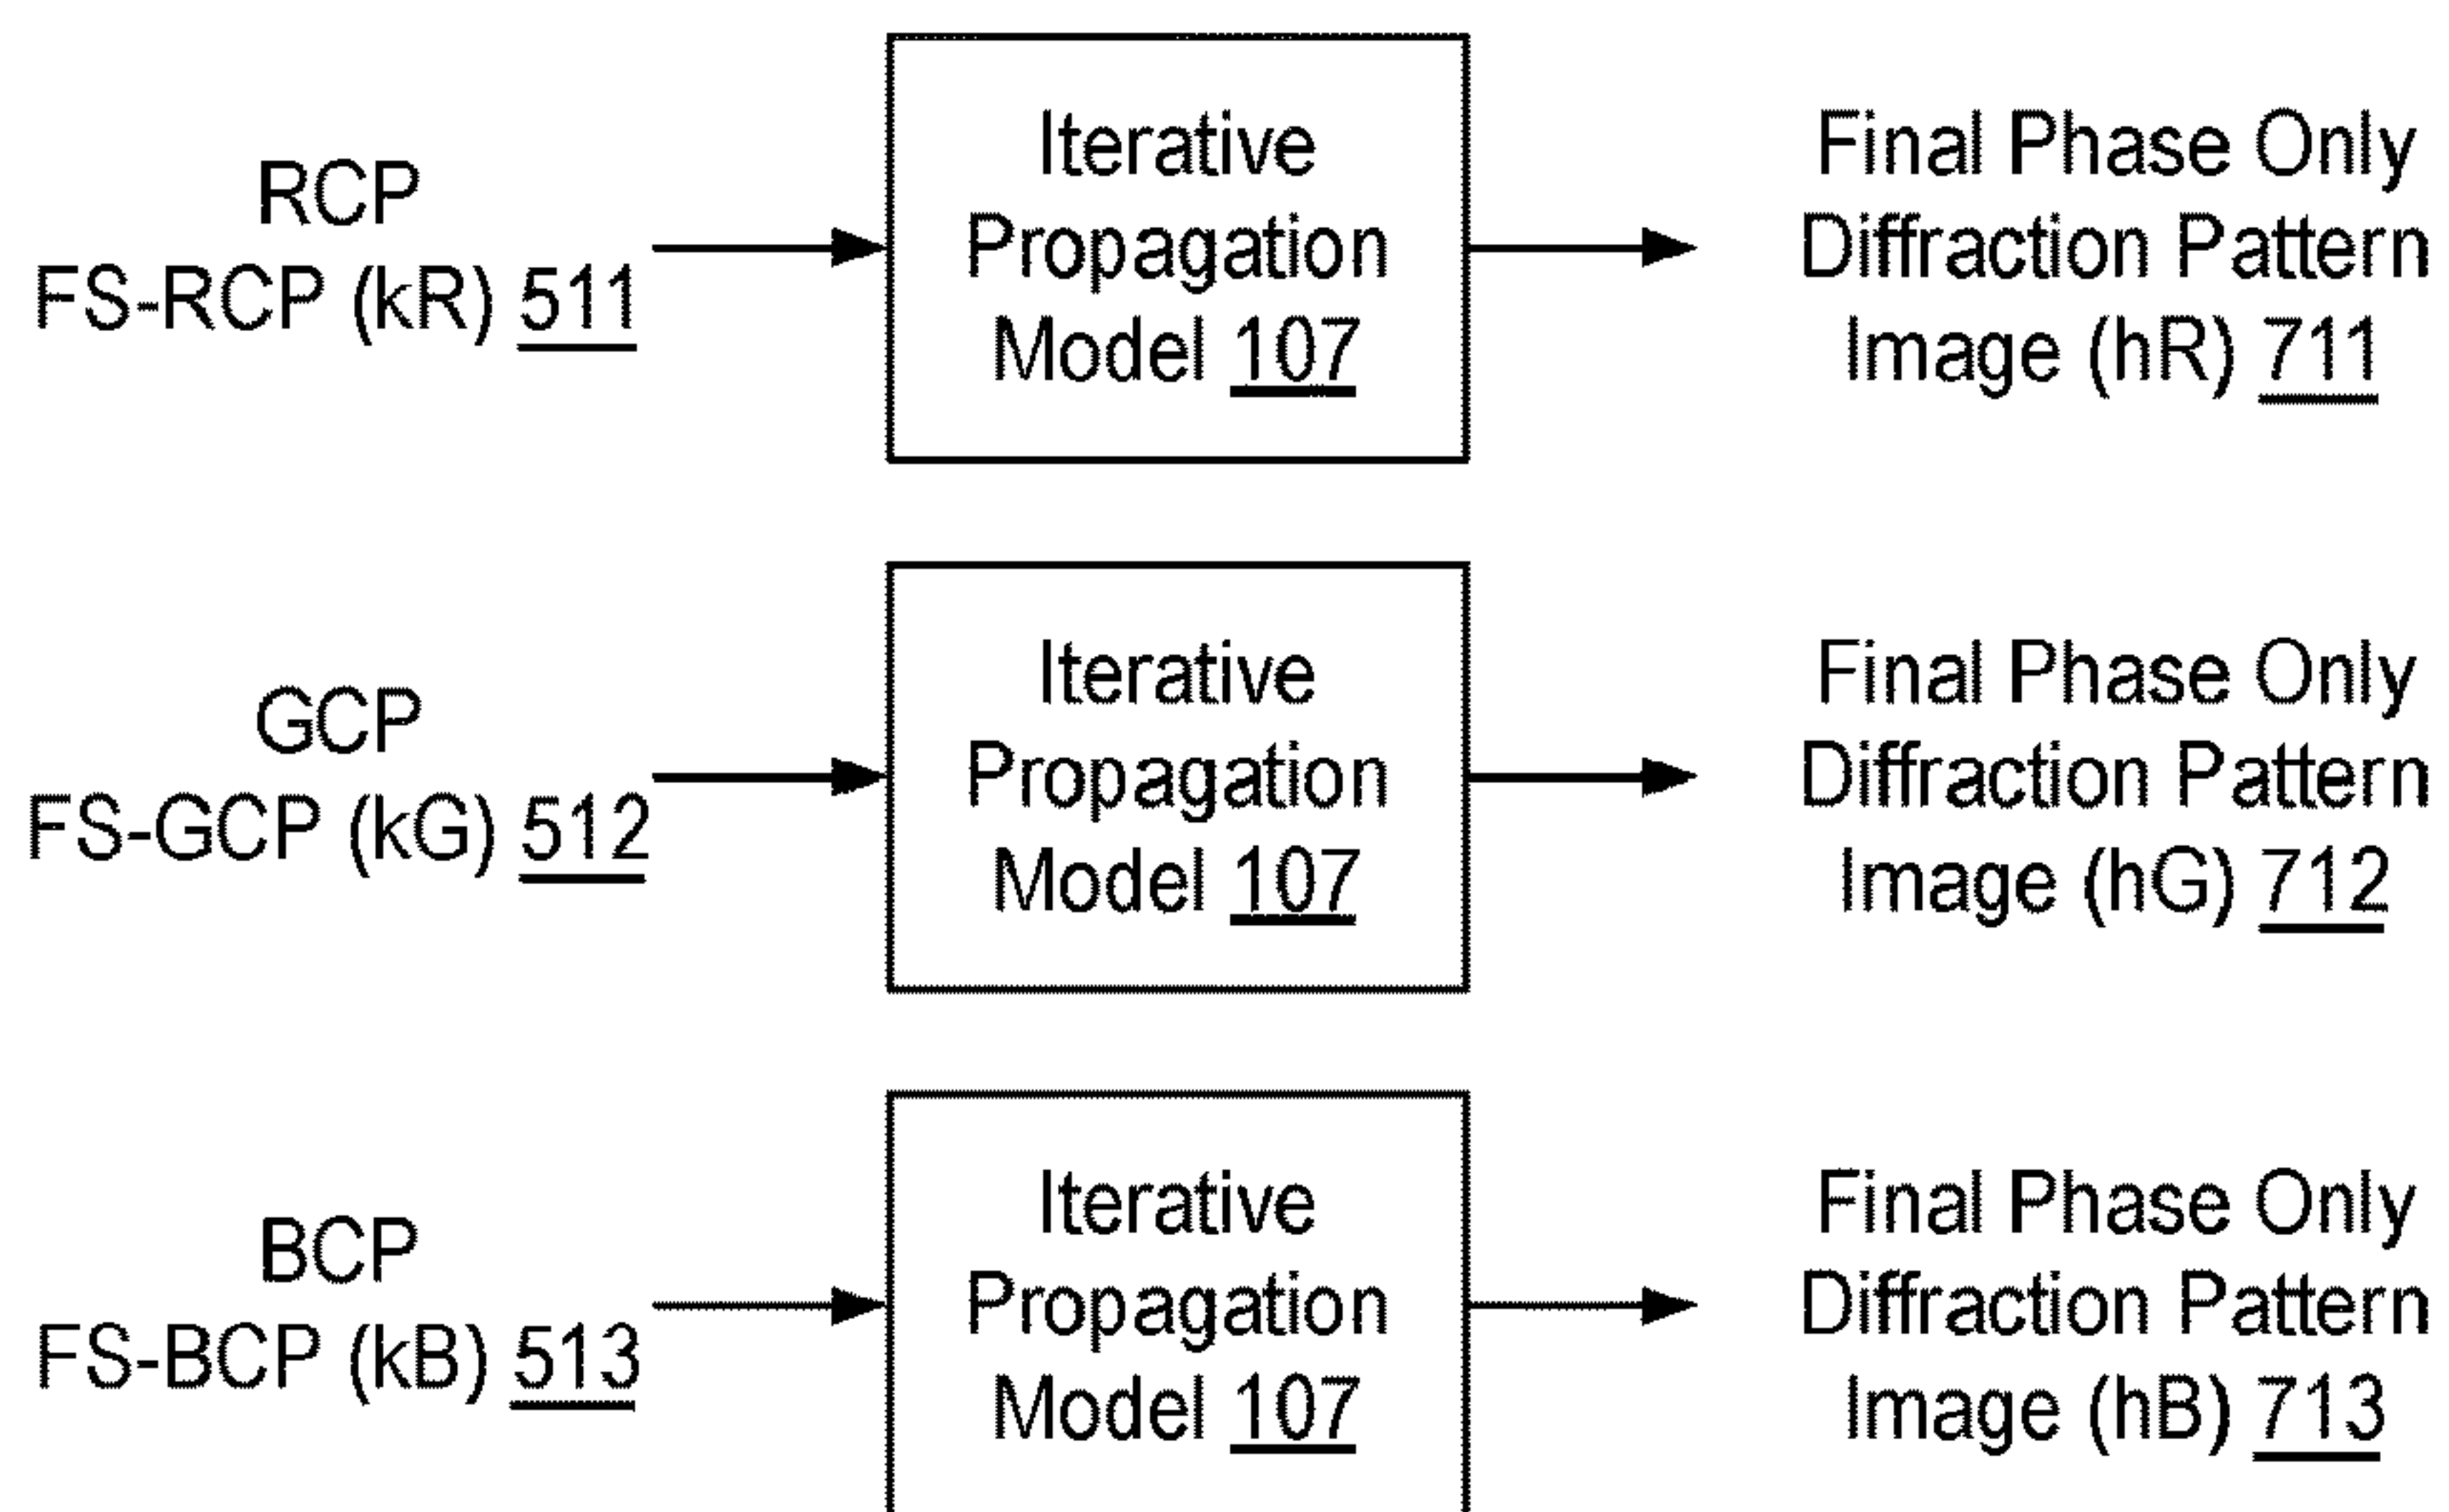 RCP
FS-RCP (kR) 511
Iterative
Propagation
Model 107
Final Phase Only
Diffraction Pattern
Image (hR) 711
GCP
FS-GCP (kG) 512
Iterative
Propagation
Model 107
Final Phase Only
Diffraction Pattern
Image (hG) 712
BCP
FS-BCP (kB) 513
Iterative
Propagation
Model 107
Final Phase Only
Diffraction Pattern
Image (hB) 713